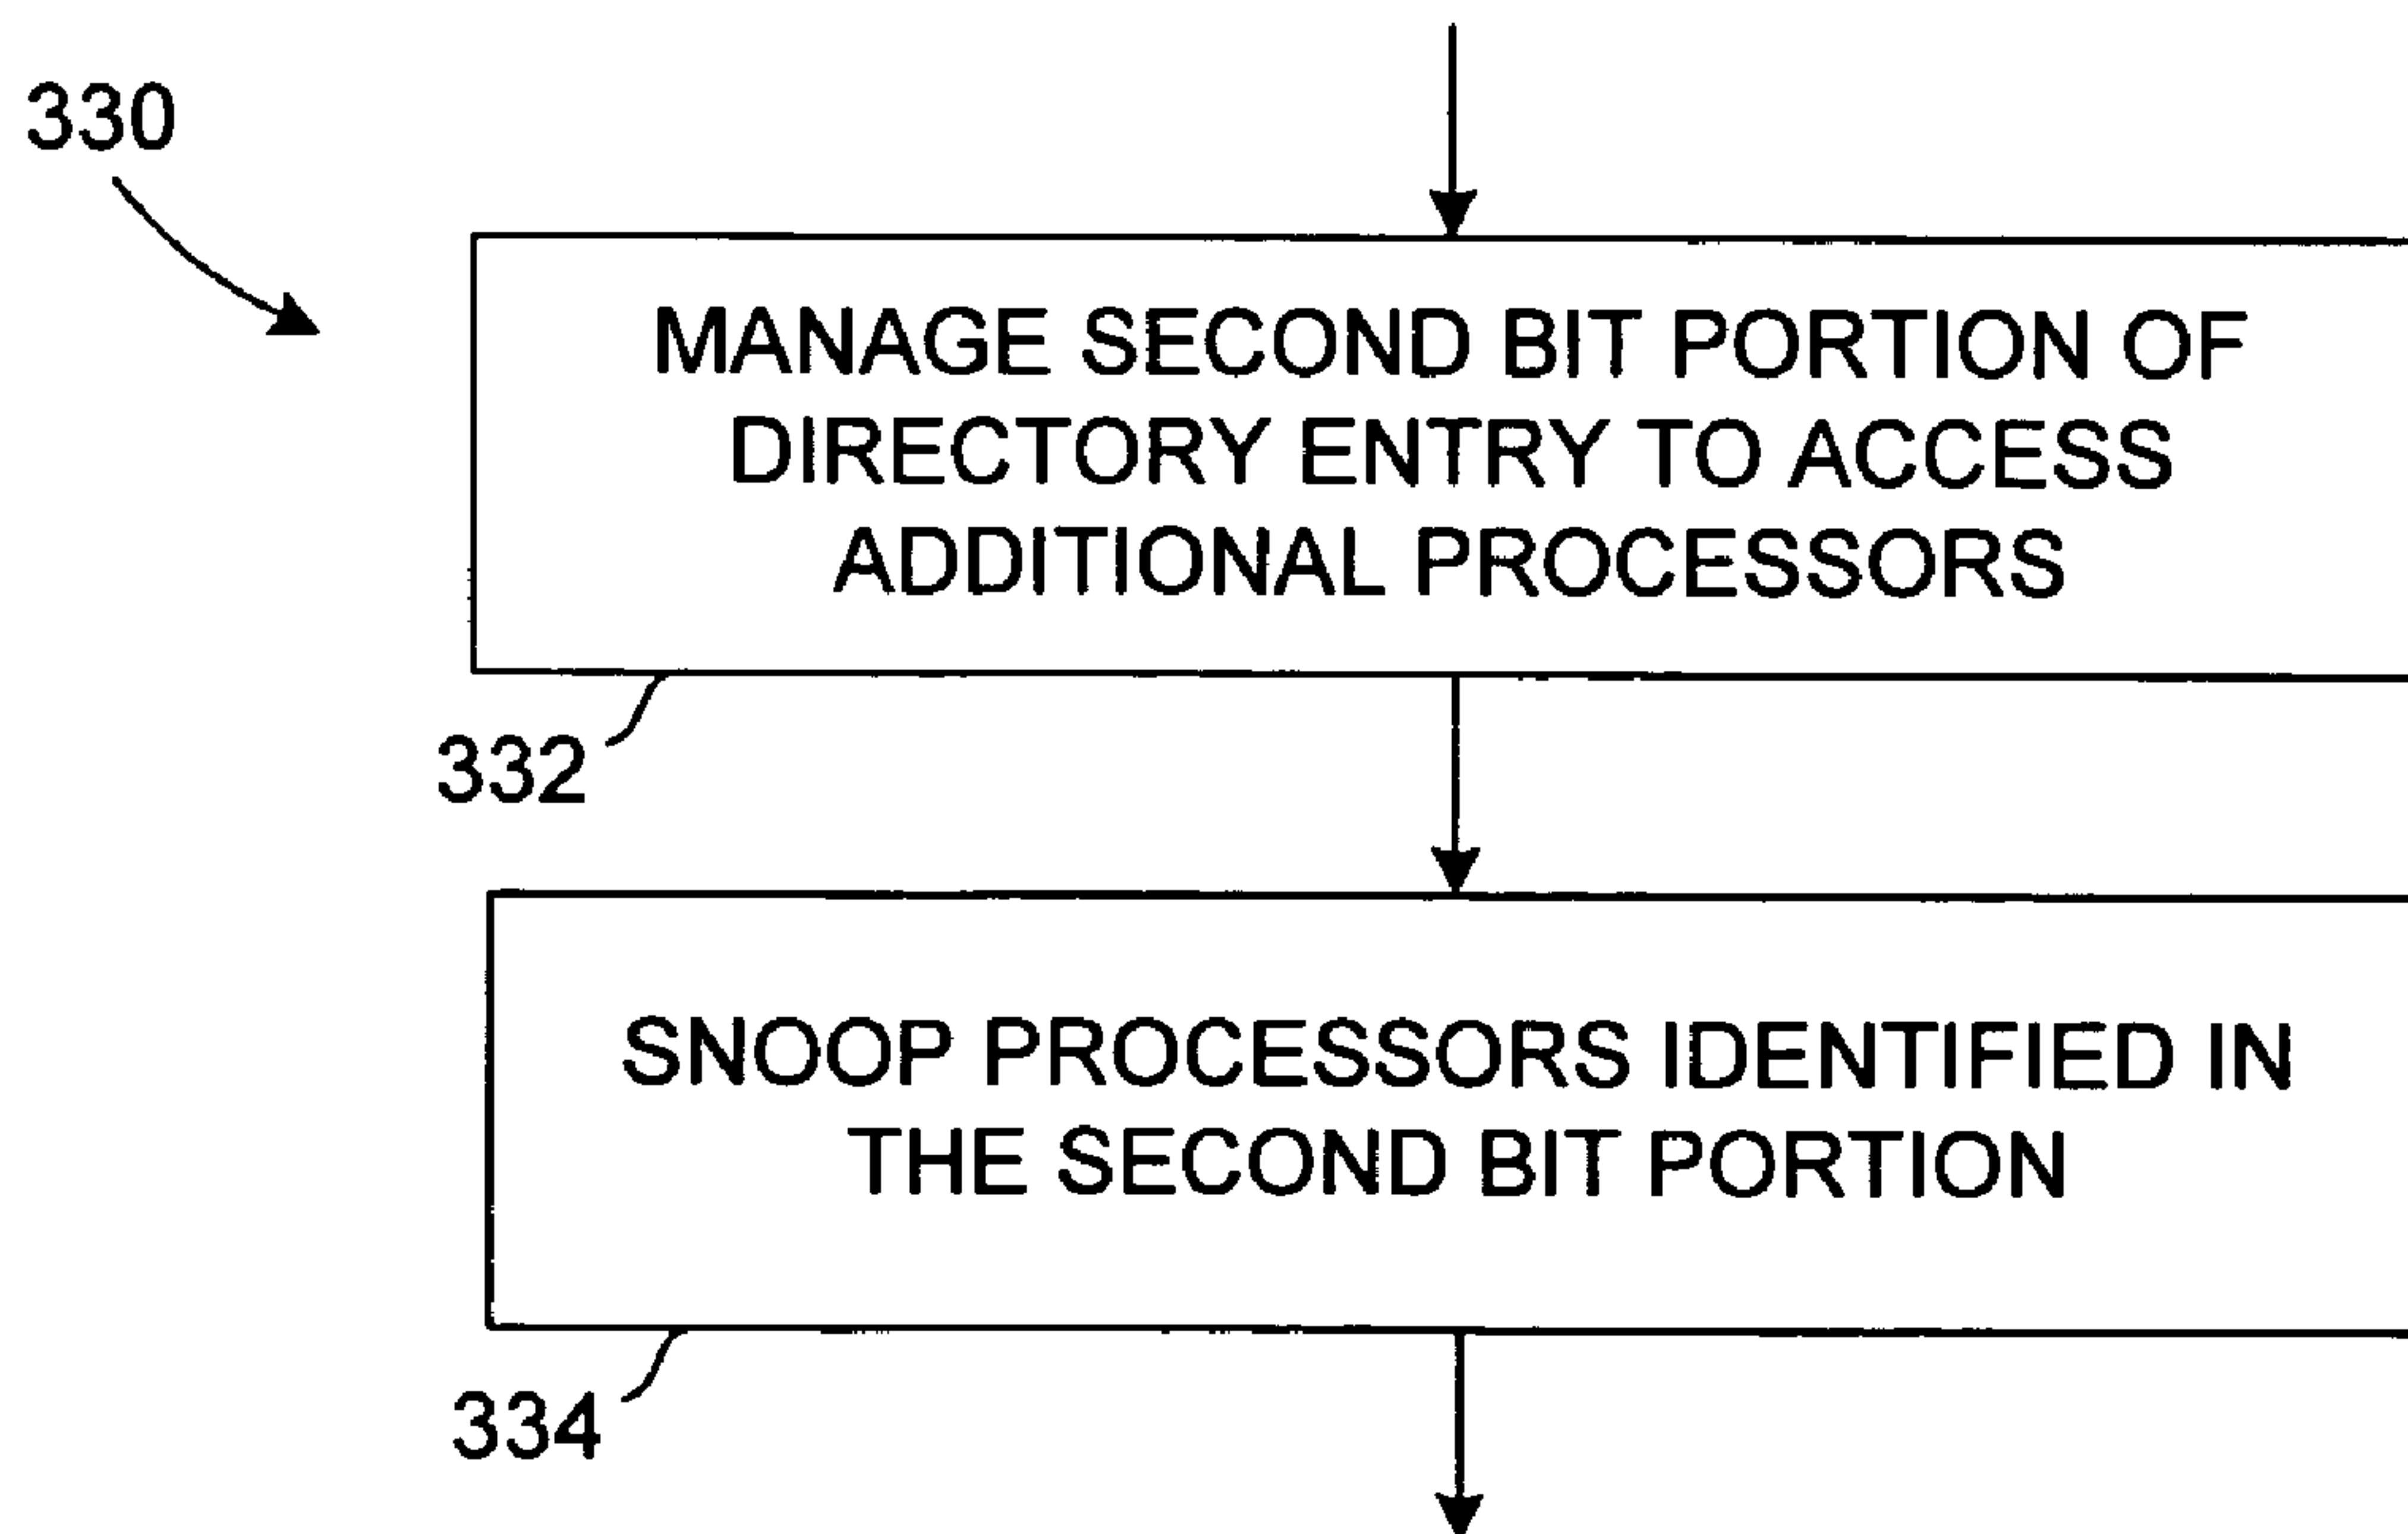 330
MANAGE SECOND BIT PORTION OF
DIRECTORY ENTRY TO ACCESS
ADDITIONAL PROCESSORS
332
SNOOP PROCESSORS IDENTIFIED IN
THE SECOND BIT PORTION
334